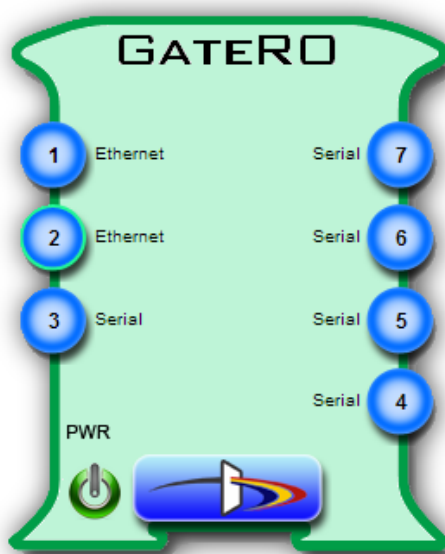 GATERO
1 Ethernet Serial 7
2 Ethernet Serial 6
3 Serial Serial 5
Serial 4
PWR